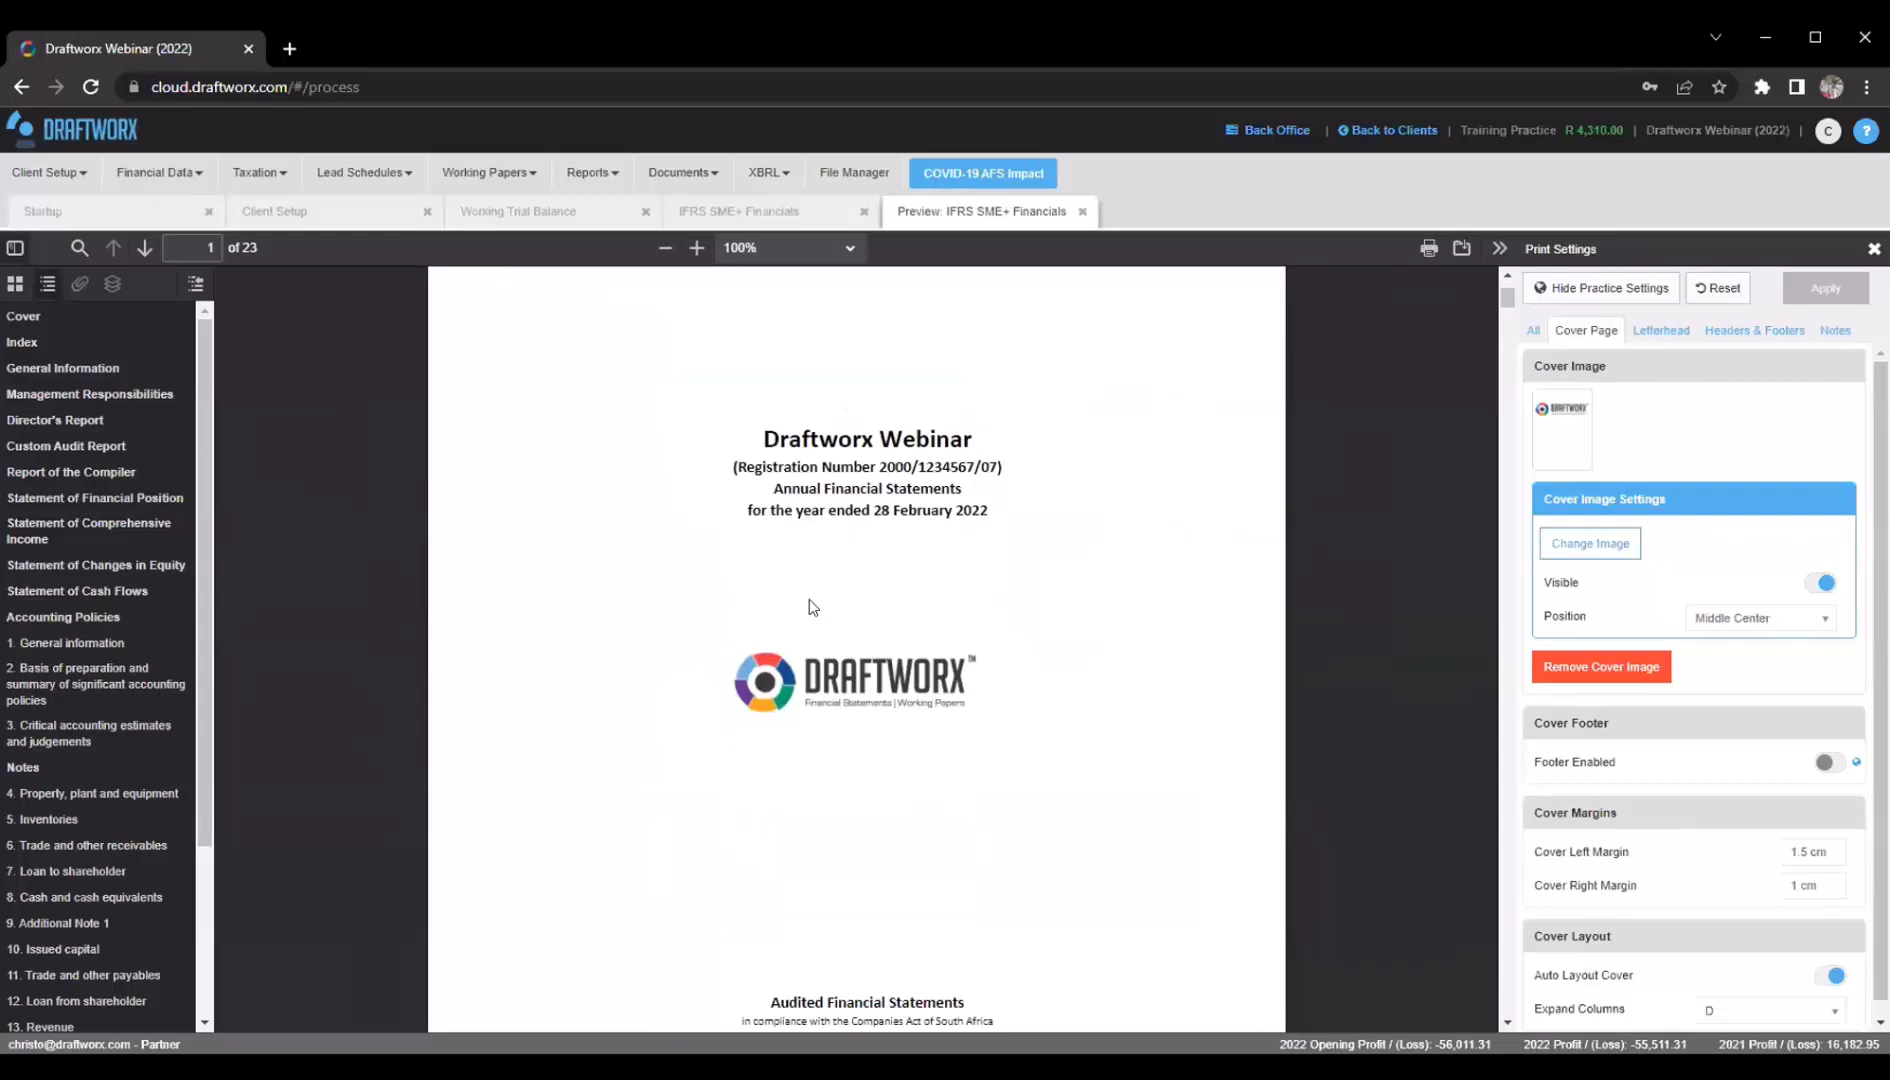 Draftworx Webinar (2022)
cloud.draftworx.com/#/process
DRAFTWORX
Back Office | Back to Clients | Training Practice R 4,310.00 | Draftworx Webinar (2022) | C ?
Client Setup Financial Data Taxation Lead Schedules Working Papers Reports Documents XBRL File Manager COVID-19 AFS Impact
Startup Client Setup Working Trial Balance IFRS SME+ Financials Preview: IFRS SME+ Financials
1 of 23 100% Print Settings
Hide Practice Settings Reset Apply
All Cover Page Letterhead Headers & Footers Notes
Cover
Index
General Information
Management Responsibilities
Director's Report
Custom Audit Report
Report of the Compiler
Statement of Financial Position
Statement of Comprehensive
Income
Statement of Changes in Equity
Statement of Cash Flows
Accounting Policies
1. General information
2. Basis of preparation and
summary of significant accounting
policies
3. Critical accounting estimates
and judgements
Notes
4. Property, plant and equipment
5. Inventories
6. Trade and other receivables
7. Loan to shareholder
8. Cash and cash equivalents
9. Additional Note 1
10. Issued capital
11. Trade and other payables
12. Loan from shareholder
13. Revenue
Draftworx Webinar
(Registration Number 2000/1234567/07)
Annual Financial Statements
for the year ended 28 February 2022
DRAFTWORX™
Financial Statements | Working Papers
Audited Financial Statements
in compliance with the Companies Act of South Africa
Cover Image
DRAFTWORX
Cover Image Settings
Change Image
Visible
Position Middle Center
Remove Cover Image
Cover Footer
Footer Enabled
Cover Margins
Cover Left Margin 1.5 cm
Cover Right Margin 1 cm
Cover Layout
Auto Layout Cover
Expand Columns D
christo@draftworx.com - Partner 2022 Opening Profit / (Loss): -56,011.31 2022 Profit / (Loss): -55,511.31 2021 Profit / (Loss): 16,182.95